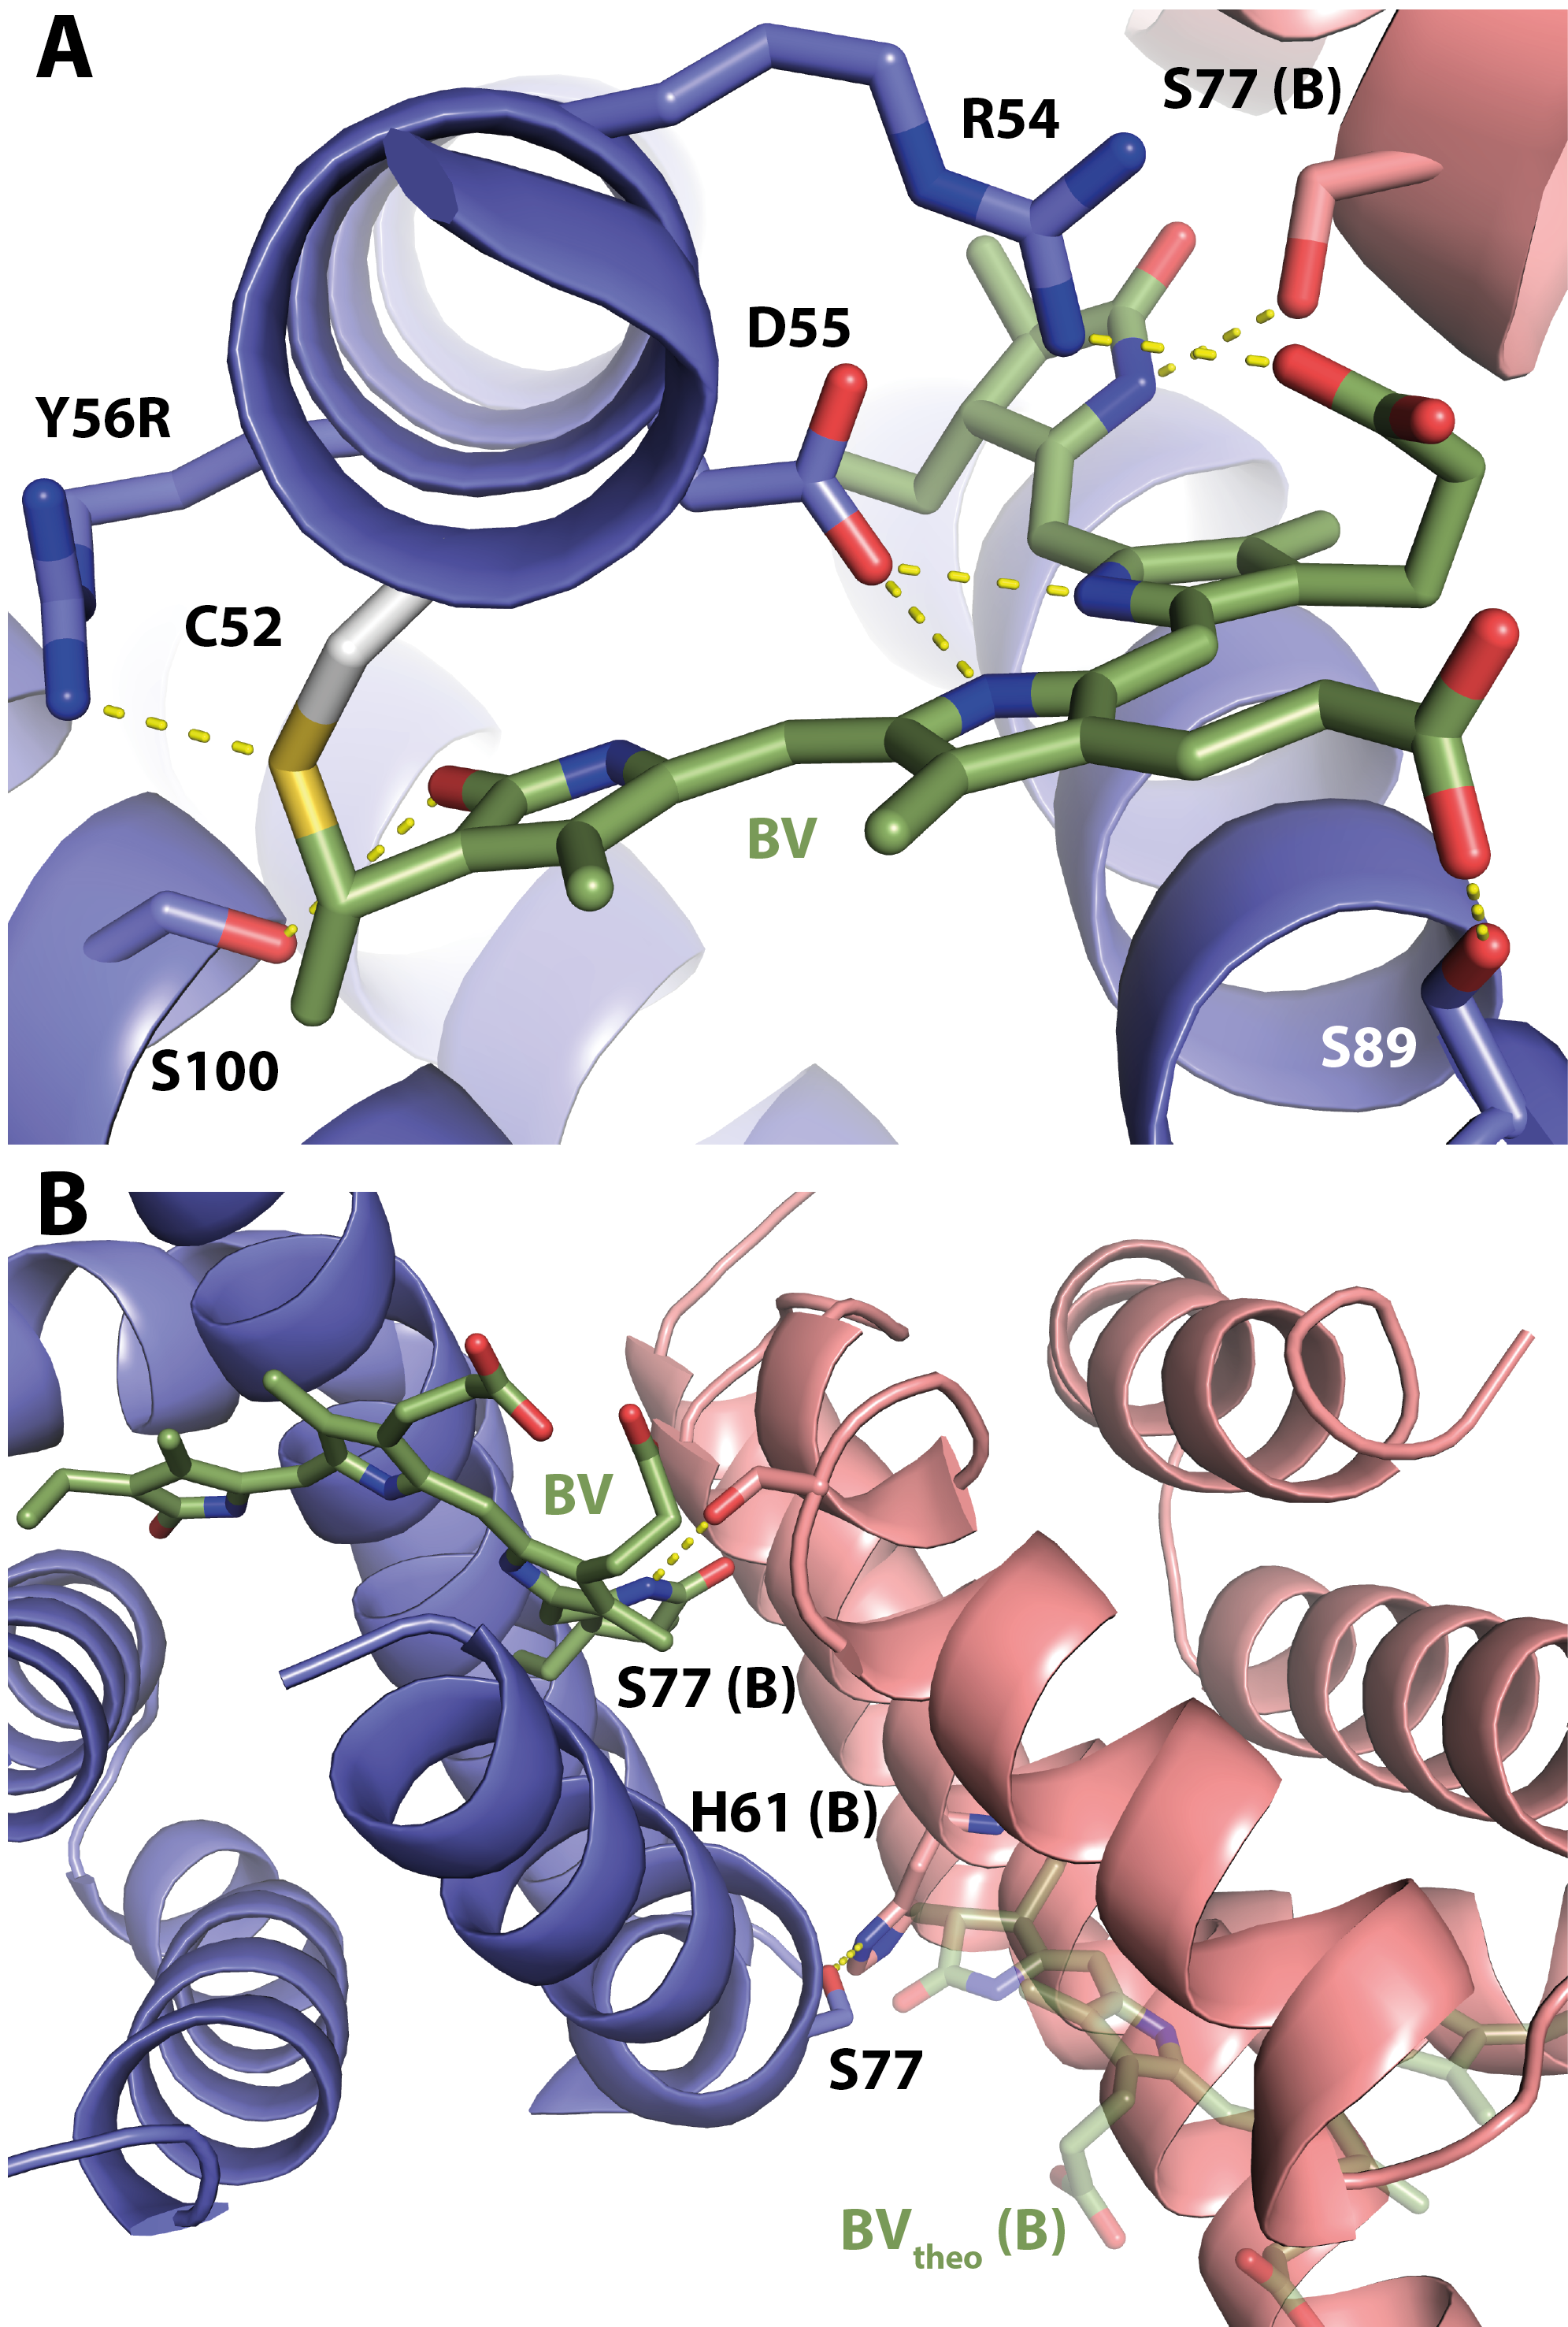 A
S77 (B)
R54
D55
Y56R
C52
BV
S89
S100
B
BV
S77 (B)
H61 (B)
S77
BVtheo (B)